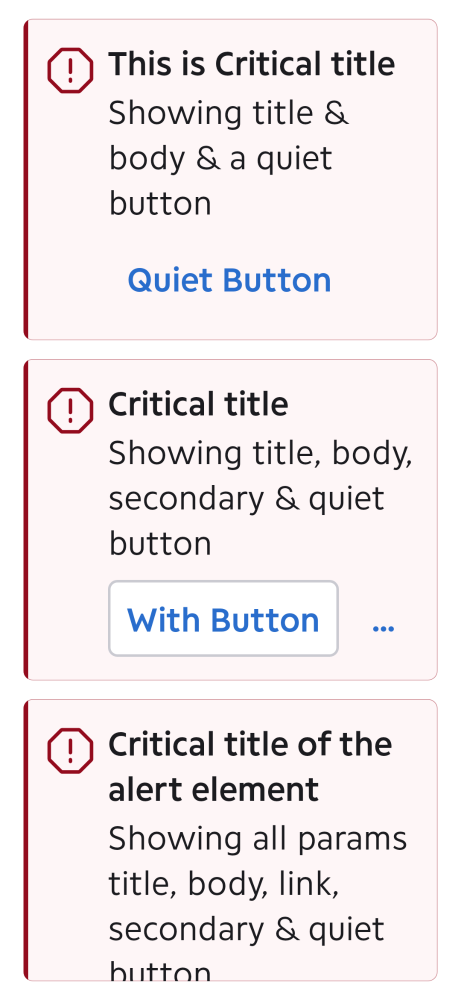 This is Critical title
Showing title &
body & a quiet
button
Quiet Button
Critical title
Showing title, body,
secondary & quiet
button
With Button
...
Critical title of the
alert element
Showing all params
title, body, link,
secondary & quiet
button